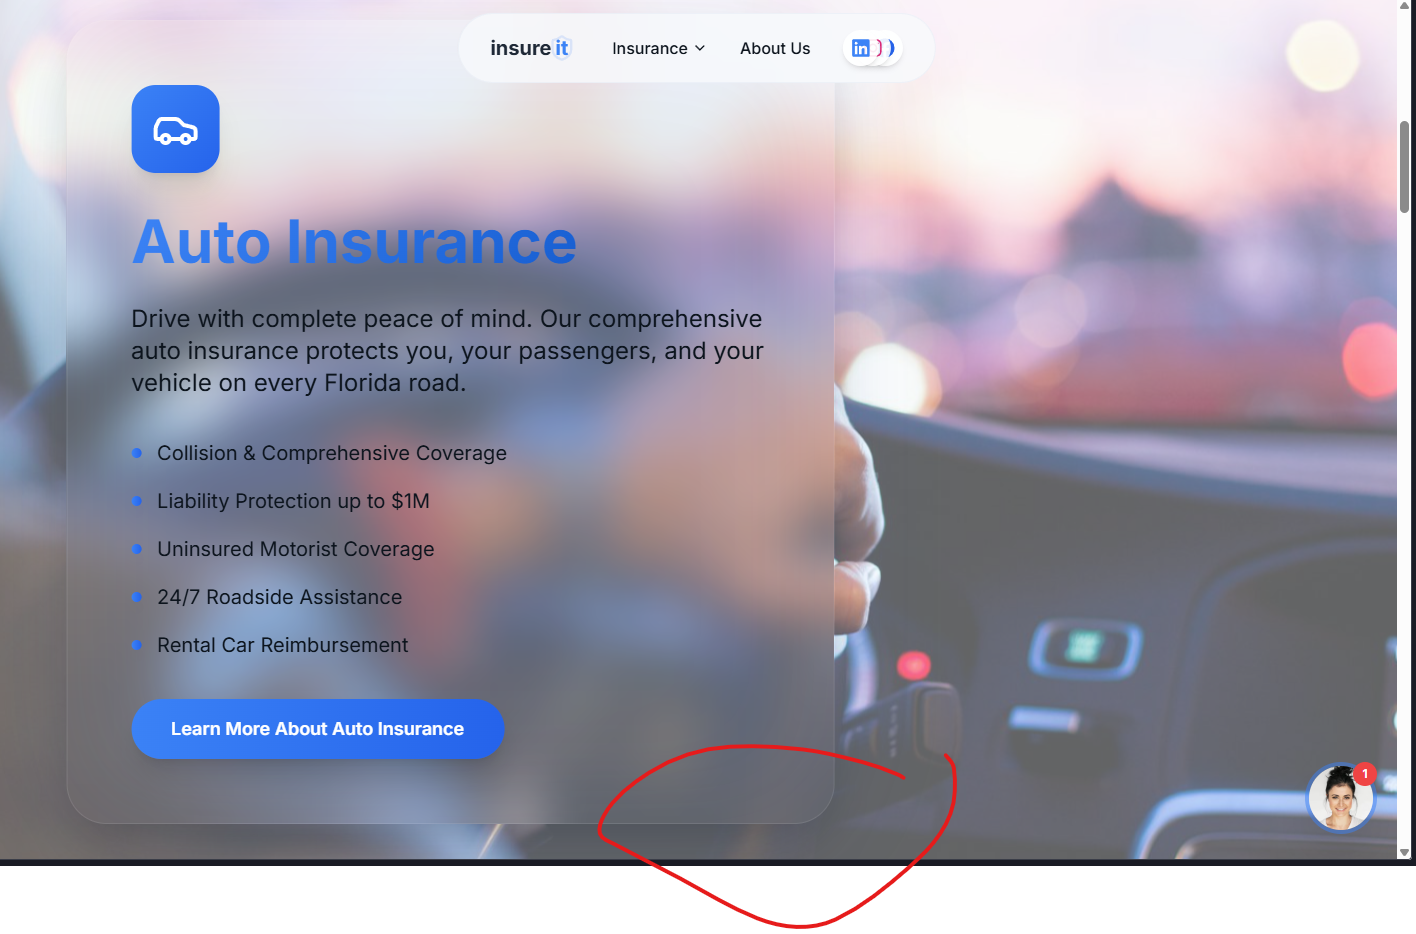 insureit
Insurance
About Us
in
Auto Insurance
Drive with complete peace of mind. Our comprehensive
auto insurance protects you, your passengers, and your
vehicle on every Florida road.
Collision & Comprehensive Coverage
Liability Protection up to $1M
Uninsured Motorist Coverage
24/7 Roadside Assistance
Rental Car Reimbursement
Learn More About Auto Insurance
1